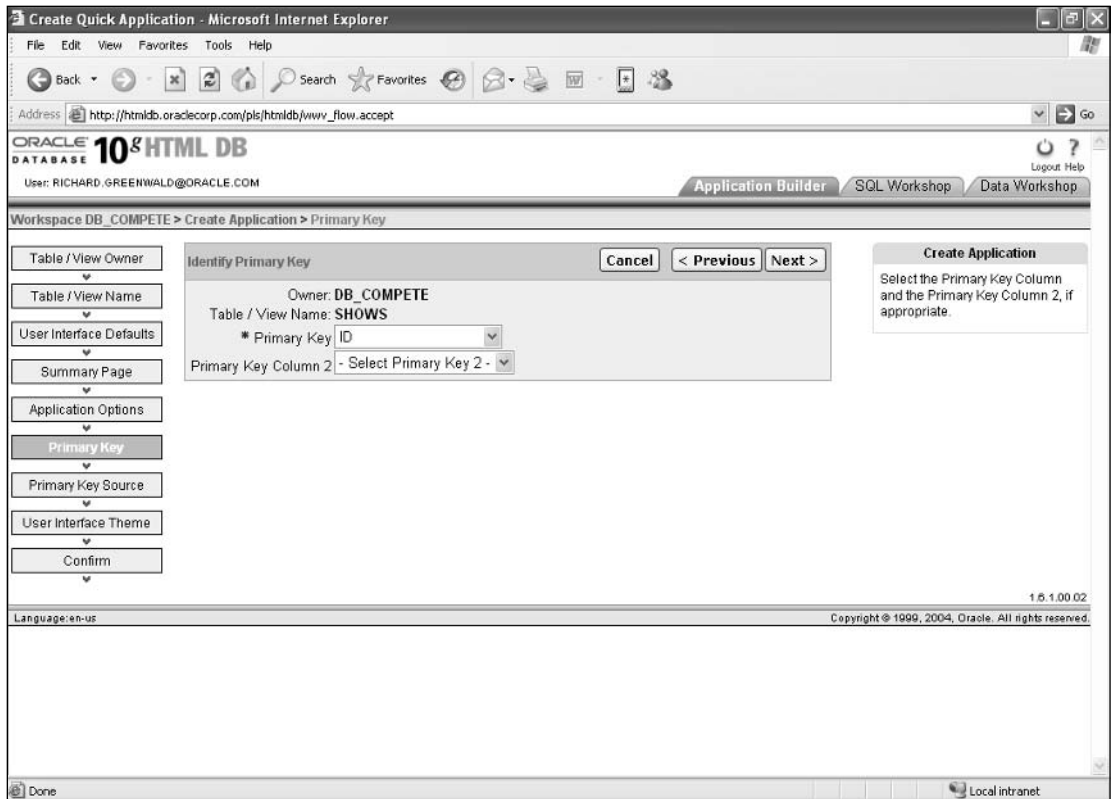 Create Quick Application - Microsoft Internet Explorer
File Edit View Favorites Tools Help
Back Search Favorites
Address http://htmldb.oraclecorp.com/pls/htmldb/wwv_flow.accept Go
ORACLE DATABASE 10g HTML DB
Logout Help
User: RICHARD.GREENWALD@ORACLE.COM
Application Builder SQL Workshop Data Workshop
Workspace DB_COMPETE > Create Application > Primary Key
Table / View Owner
Table / View Name
User Interface Defaults
Summary Page
Application Options
Primary Key
Primary Key Source
User Interface Theme
Confirm
Identify Primary Key Cancel < Previous Next >
Owner: DB_COMPETE
Table / View Name: SHOWS
* Primary Key ID
Primary Key Column 2 - Select Primary Key 2 -
Create Application
Select the Primary Key Column
and the Primary Key Column 2, if
appropriate.
1.6.1.00.02
Language:en-us Copyright © 1999, 2004, Oracle. All rights reserved.
Done Local intranet